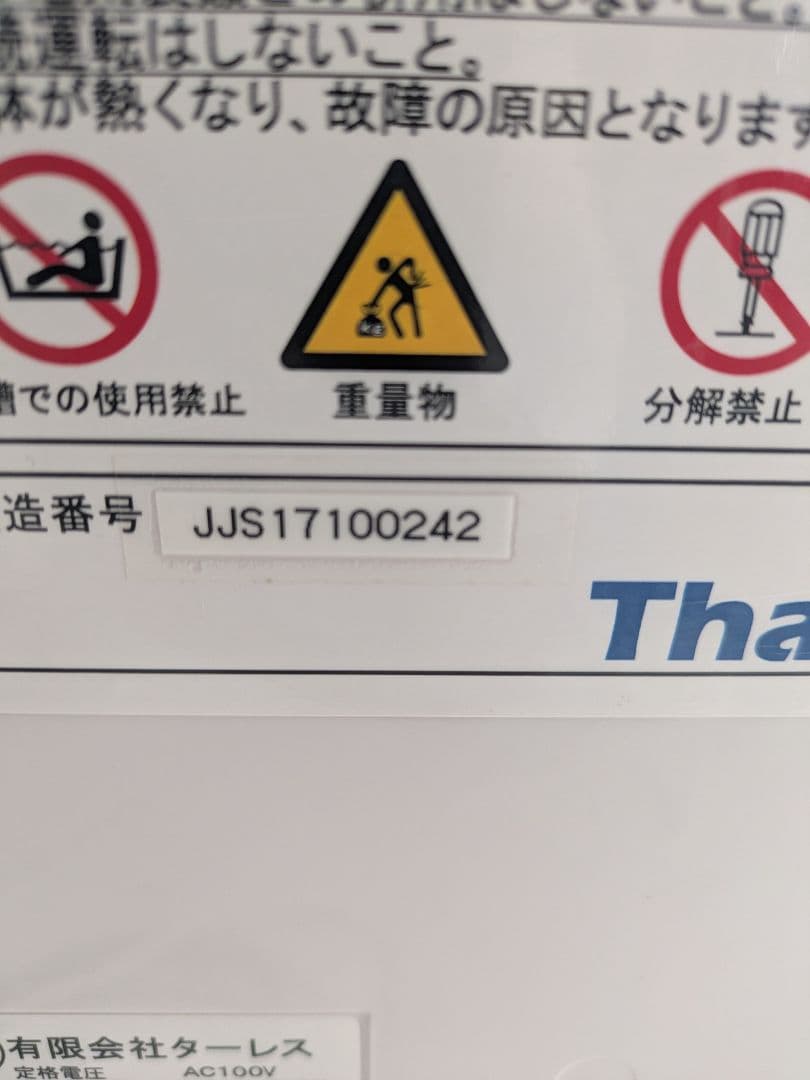 運転はしないこと。
体が熱くなり、故障の原因となります
槽での使用禁止
重量物
分解禁止
造番号 JJS17100242
Tha
有限会社ターレス
定格電圧 AC100V